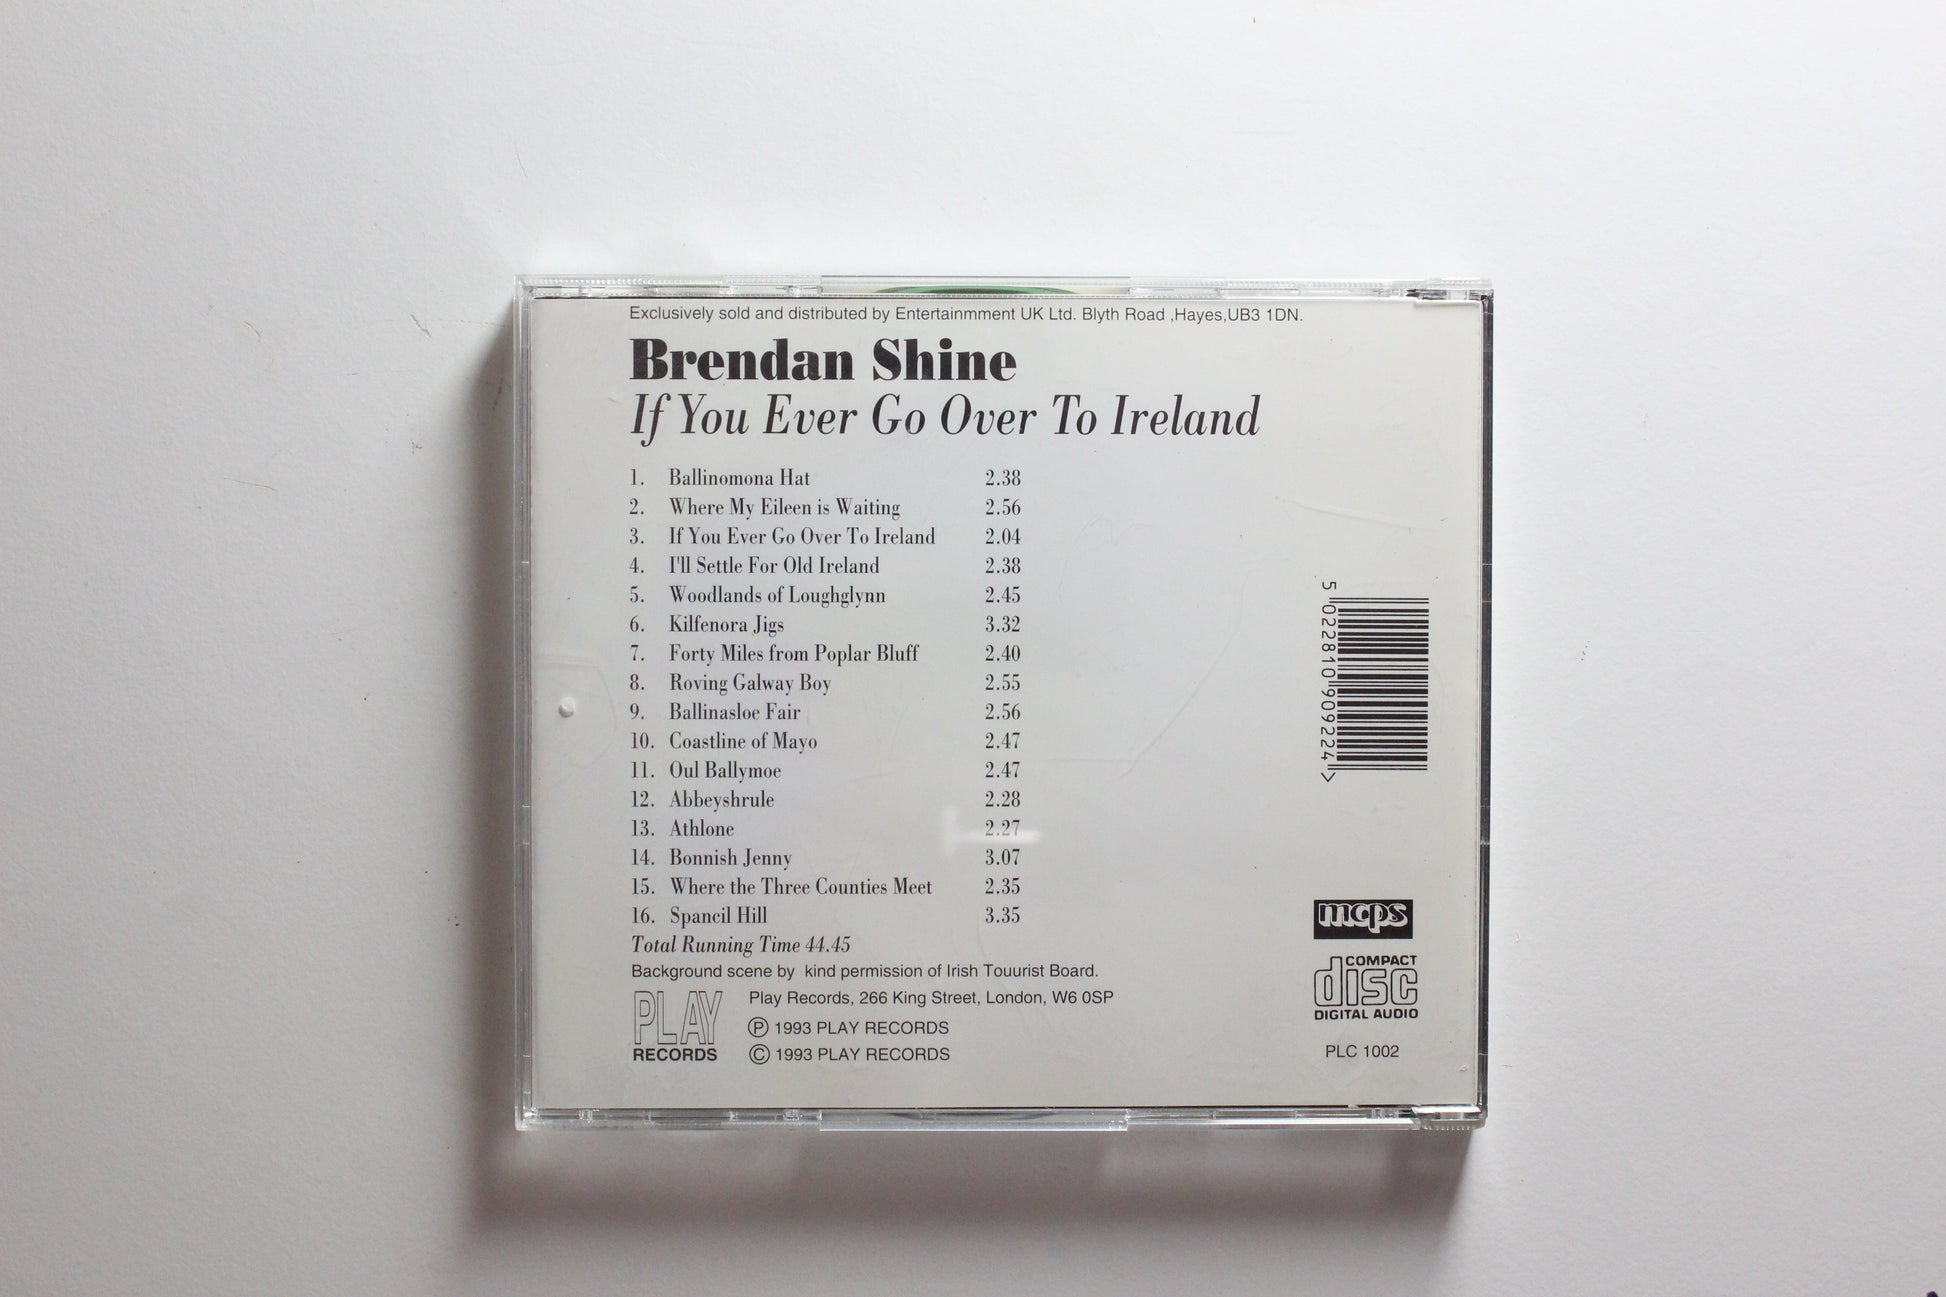 Exclusively sold and distributed by Entertainmment UK Ltd. Blyth Road ,Hayes,UB3 1DN.
Brendan Shine
If You Ever Go Over To Ireland
1. Ballinomona Hat 2.38
2. Where My Eileen is Waiting 2.56
3. If You Ever Go Over To Ireland 2.04
4. I'll Settle For Old Ireland 2.38
5. Woodlands of Loughglynn 2.45
6. Kilfenora Jigs 3.32
7. Forty Miles from Poplar Bluff 2.40
8. Roving Galway Boy 2.55
9. Ballinasloe Fair 2.56
10. Coastline of Mayo 2.47
11. Oul Ballymoe 2.47
12. Abbeyshrule 2.28
13. Athlone 2.27
14. Bonnish Jenny 3.07
15. Where the Three Counties Meet 2.35
16. Spancil Hill 3.35
Total Running Time 44.45
Background scene by kind permission of Irish Touurist Board.
PLAY
RECORDS
Play Records, 266 King Street, London, W6 0SP
Ⓟ 1993 PLAY RECORDS
© 1993 PLAY RECORDS
5 022810 909224 >
mcps
COMPACT
disc
DIGITAL AUDIO
PLC 1002